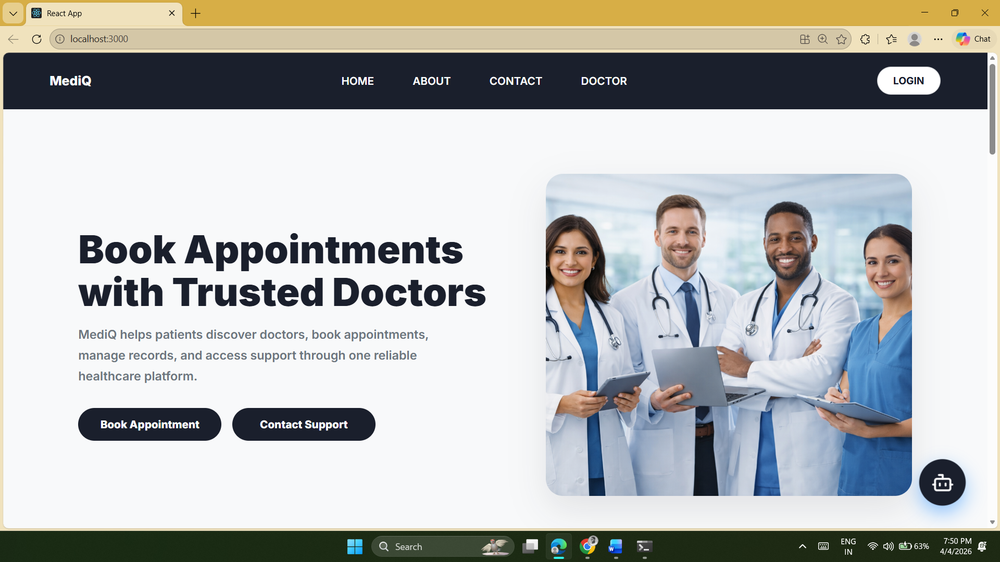 React App
localhost:3000
Chat
MediQ
HOME
ABOUT
CONTACT
DOCTOR
LOGIN
Book Appointments
with Trusted Doctors
MediQ helps patients discover doctors, book appointments,
manage records, and access support through one reliable
healthcare platform.
Book Appointment
Contact Support
Search
ENG
IN
63%
7:50 PM
4/4/2026